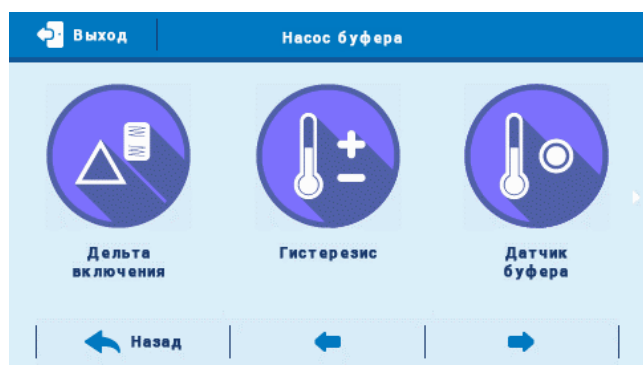 Выход
Насос буфера
Дельта
включения
Гистерезис
Датчик
буфера
Назад